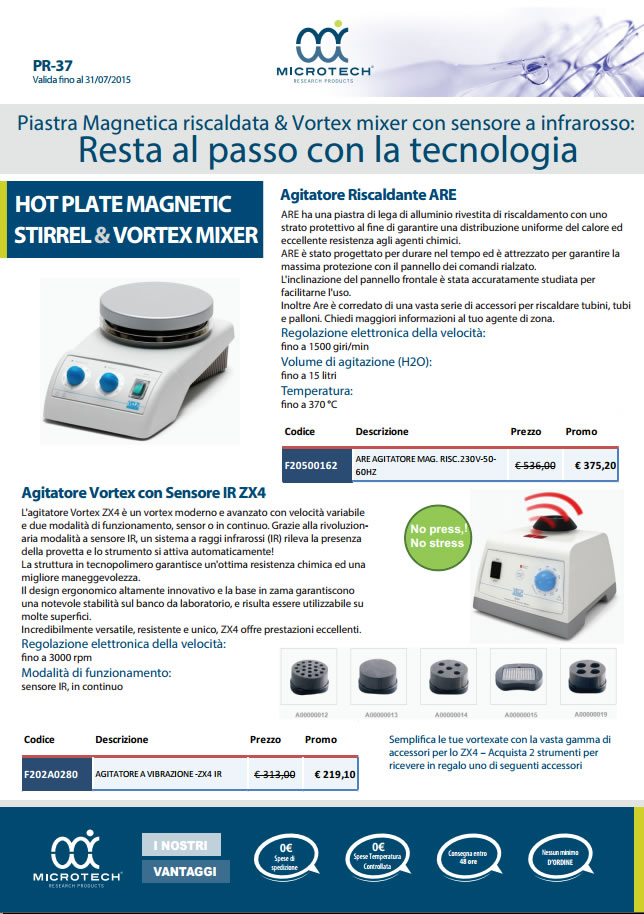 PR-37
Valida fino al 31/07/2015
MICROTECH®
RESEARCH PRODUCTS
Piastra Magnetica riscaldata & Vortex mixer con sensore a infrarosso:
Resta al passo con la tecnologia
HOT PLATE MAGNETIC
STIRREL & VORTEX MIXER
Agitatore Riscaldante ARE
ARE ha una piastra di lega di alluminio rivestita di riscaldamento con uno
strato protettivo al fine di garantire una distribuzione uniforme del calore ed
eccellente resistenza agli agenti chimici.
ARE è stato progettato per durare nel tempo ed è attrezzato per garantire la
massima protezione con il pannello dei comandi rialzato.
L'inclinazione del pannello frontale è stata accuratamente studiata per
facilitarne l'uso.
Inoltre Are è corredato di una vasta serie di accessori per riscaldare tubini, tubi
e palloni. Chiedi maggiori informazioni al tuo agente di zona.
Regolazione elettronica della velocità:
fino a 1500 giri/min
Volume di agitazione (H2O):
fino a 15 litri
Temperatura:
fino a 370 °C
Codice Descrizione Prezzo Promo
F20500162 ARE AGITATORE MAG. RISC.230V-50-
60HZ € 536,00 € 375,20
Agitatore Vortex con Sensore IR ZX4
L'agitatore Vortex ZX4 è un vortex moderno e avanzato con velocità variabile
e due modalità di funzionamento, sensor o in continuo. Grazie alla rivoluzion-
aria modalità a sensore IR, un sistema a raggi infrarossi (IR) rileva la presenza
della provetta e lo strumento si attiva automaticamente!
La struttura in tecnopolimero garantisce un'ottima resistenza chimica ed una
migliore maneggevolezza.
Il design ergonomico altamente innovativo e la base in zama garantiscono
una notevole stabilità sul banco da laboratorio, e risulta essere utilizzabile su
molte superfici.
Incredibilmente versatile, resistente e unico, ZX4 offre prestazioni eccellenti.
Regolazione elettronica della velocità:
fino a 3000 rpm
Modalità di funzionamento:
sensore IR, in continuo
No press,!
No stress
A00000012 A00000013 A00000014 A00000015 A00000019
Codice Descrizione Prezzo Promo
F202A0280 AGITATORE A VIBRAZIONE -ZX4 IR € 313,00 € 219,10
Semplifica le tue vortexate con la vasta gamma di
accessori per lo ZX4 – Acquista 2 strumenti per
ricevere in regalo uno di seguenti accessori
MICROTECH®
RESEARCH PRODUCTS
I NOSTRI
VANTAGGI
0€
Spese di
spedizione
0€
Spese Temperatura
Controllata
Consegna entro
48 ore
Nessun minimo
D'ORDINE